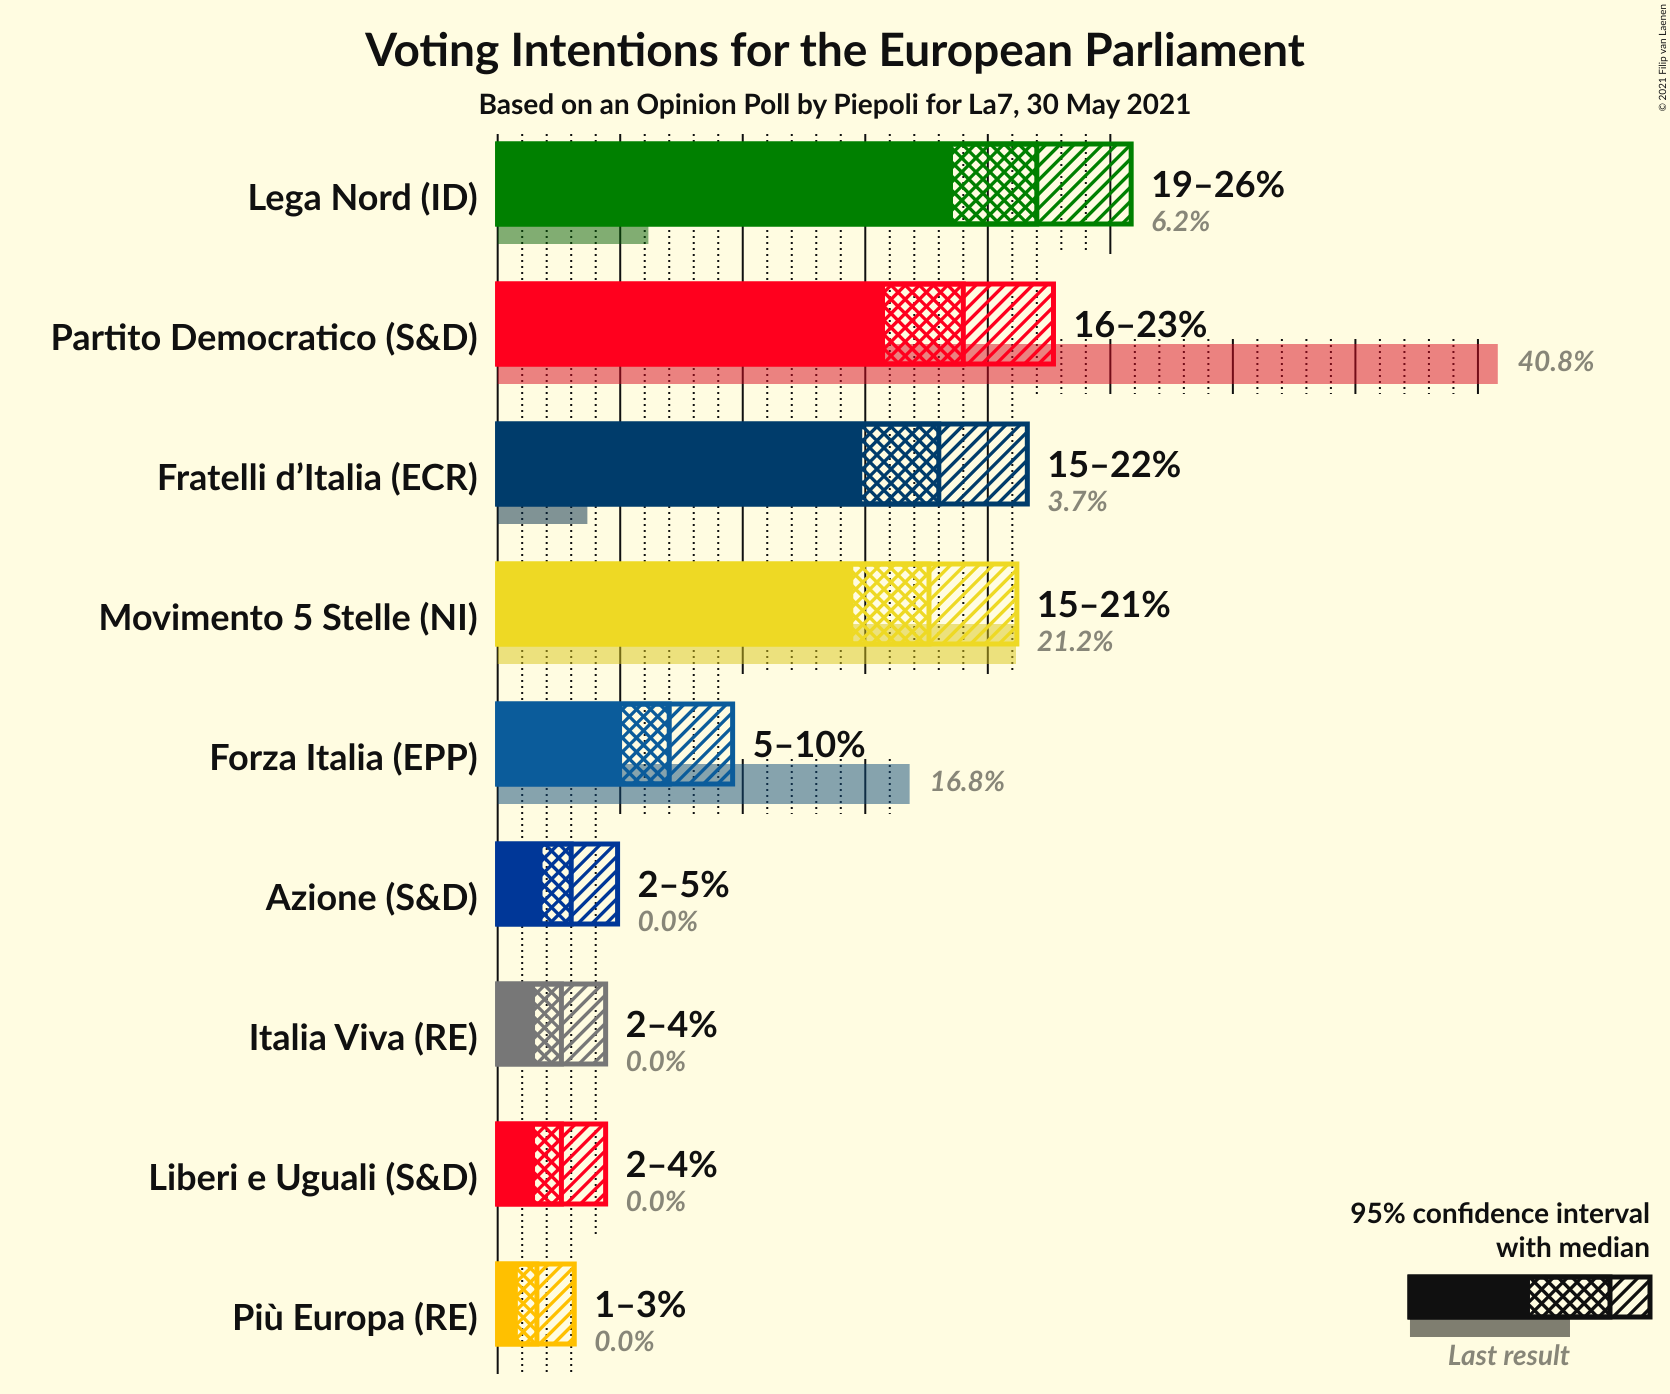 Voting Intentions for the European Parliament
Based on an Opinion Poll by Piepoli for La7, 30 May 2021
© 2021 Filip van Laenen
Lega Nord (ID)
19–26%
6.2%
Partito Democratico (S&D)
16–23%
40.8%
Fratelli d’Italia (ECR)
15–22%
3.7%
Movimento 5 Stelle (NI)
15–21%
21.2%
Forza Italia (EPP)
5–10%
16.8%
Azione (S&D)
2–5%
0.0%
Italia Viva (RE)
2–4%
0.0%
Liberi e Uguali (S&D)
2–4%
0.0%
Più Europa (RE)
1–3%
0.0%
95% confidence interval
with median
Last result